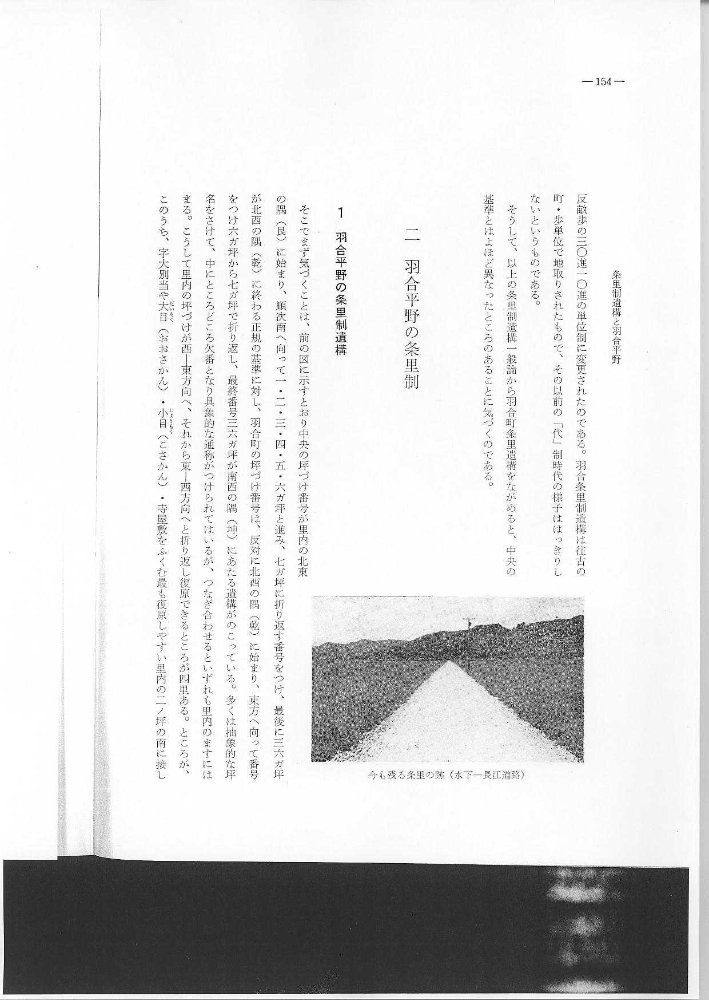 — 154 —
条里制遺構と羽合平野
反畝歩の三〇進一〇進の単位制に変更されたのである。羽合条里制遺構は往古の
町・歩単位で地取りされたもので、その以前の「代」制時代の様子ははっきりし
ないというものである。
そうして、以上の条里制遺構一般論から羽合町条里遺構をながめると、中央の
基準とはよほど異なったところのあることに気づくのである。
二 羽合平野の条里制
1 羽合平野の条里制遺構
そこでまず気づくことは、前の図に示すとおり中央の坪づけ番号が里内の北東
の隅（艮）に始まり、順次南へ向って一・二・三・四・五・六ガ坪と進み、七ガ坪に折り返す番号をつけ、最後に三六ガ坪
が北西の隅（乾）に終わる正規の基準に対し、羽合町の坪づけ番号は、反対に北西の隅（乾）に始まり、東方へ向って番号
をつけ六ガ坪から七ガ坪で折り返し、最終番号三六ガ坪が南西の隅（坤）にあたる遺構がのこっている。多くは抽象的な坪
名をさけて、中にところどころ欠番となり具象的な通称がつけられてはいるが、つなぎ合わせるといずれも里内のますには
まる。こうして里内の坪づけが西―東方向へ、それから東―西方向へと折り返し復原できるところが四里ある。ところが、
このうち、字大別当や大目（おおさかん）・小目（こさかん）・寺屋敷をふくむ最も復原しやすい里内の二ノ坪の南に接し
だいもく
しょうもく
今も残る条里の跡（水下―長江道路）